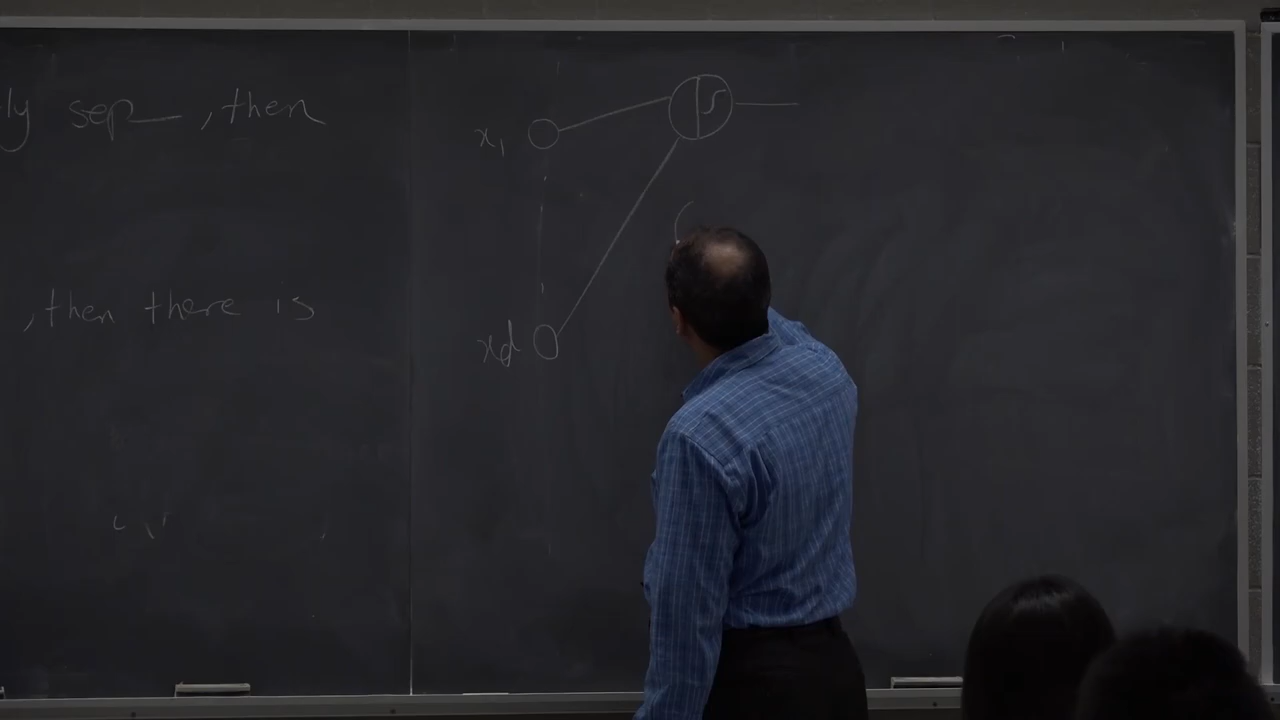 ly sep , then
, then there is
x1
xd